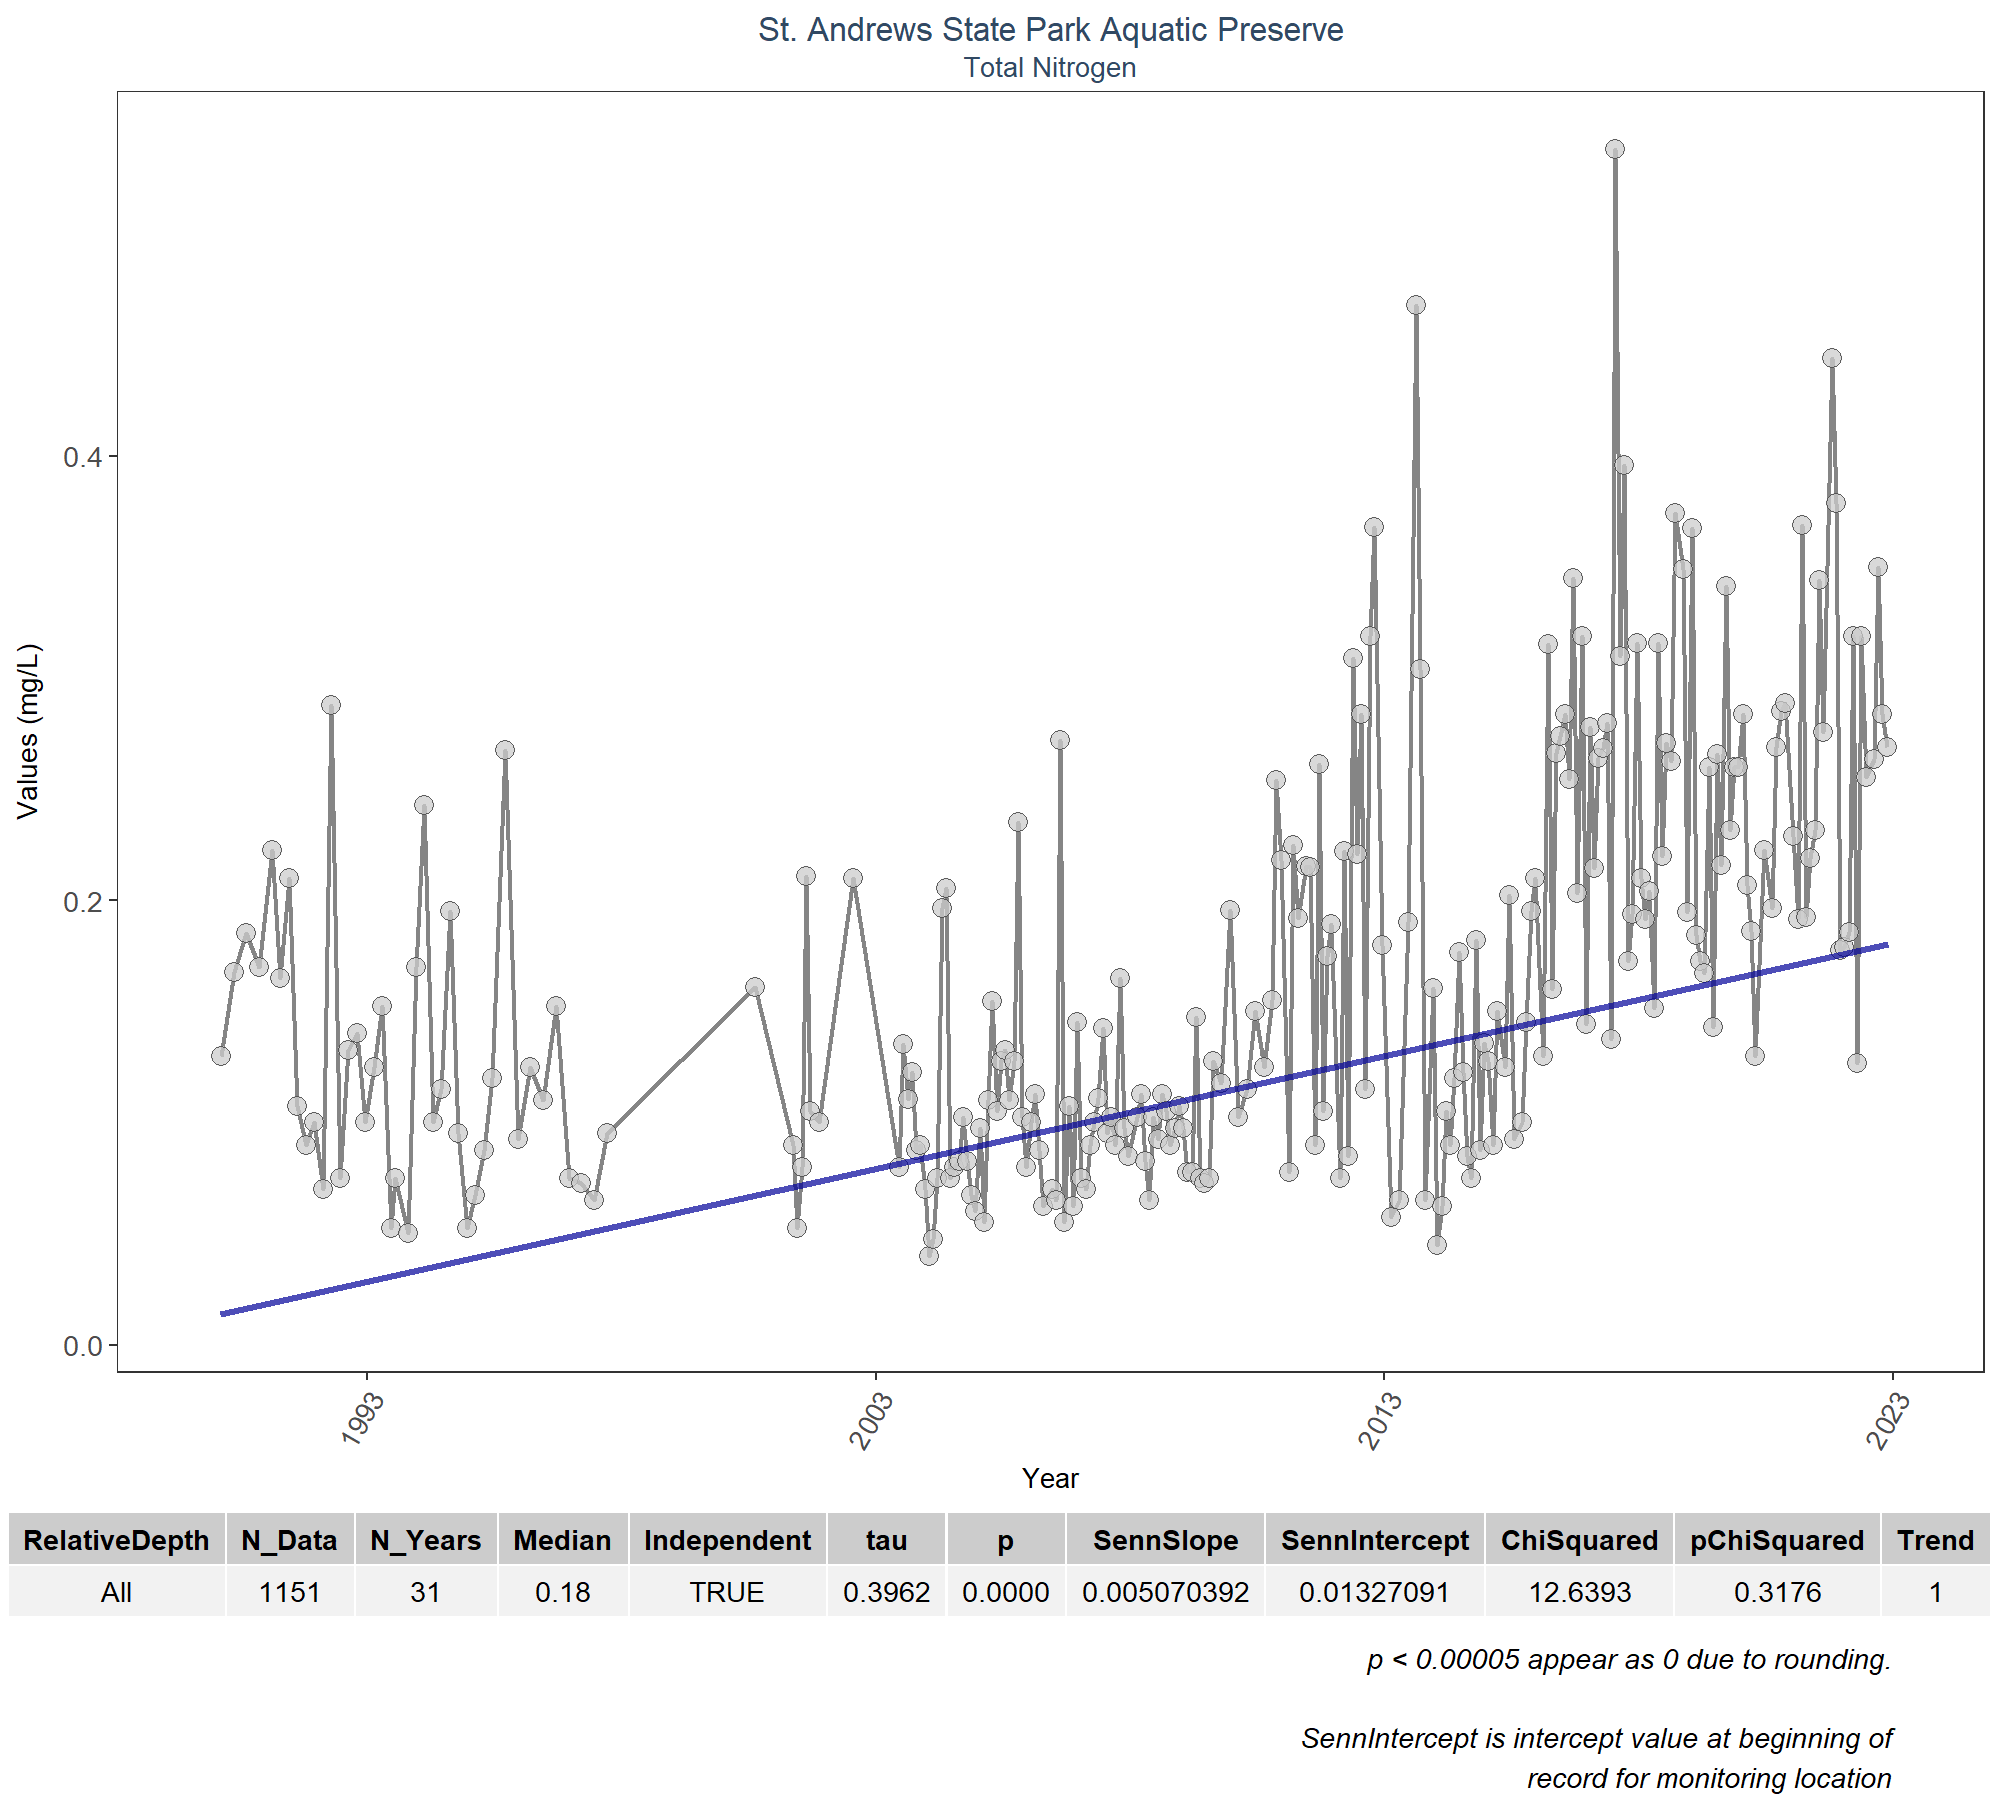 St. Andrews State Park Aquatic Preserve
Total Nitrogen
Values (mg/L)
0.4
0.2
0.0
1993 2003 2013 2023
Year
RelativeDepth N_Data N_Years Median Independent tau p SennSlope SennIntercept ChiSquared pChiSquared Trend
All 1151 31 0.18 TRUE 0.3962 0.0000 0.005070392 0.01327091 12.6393 0.3176 1
p < 0.00005 appear as 0 due to rounding.
SennIntercept is intercept value at beginning of
record for monitoring location